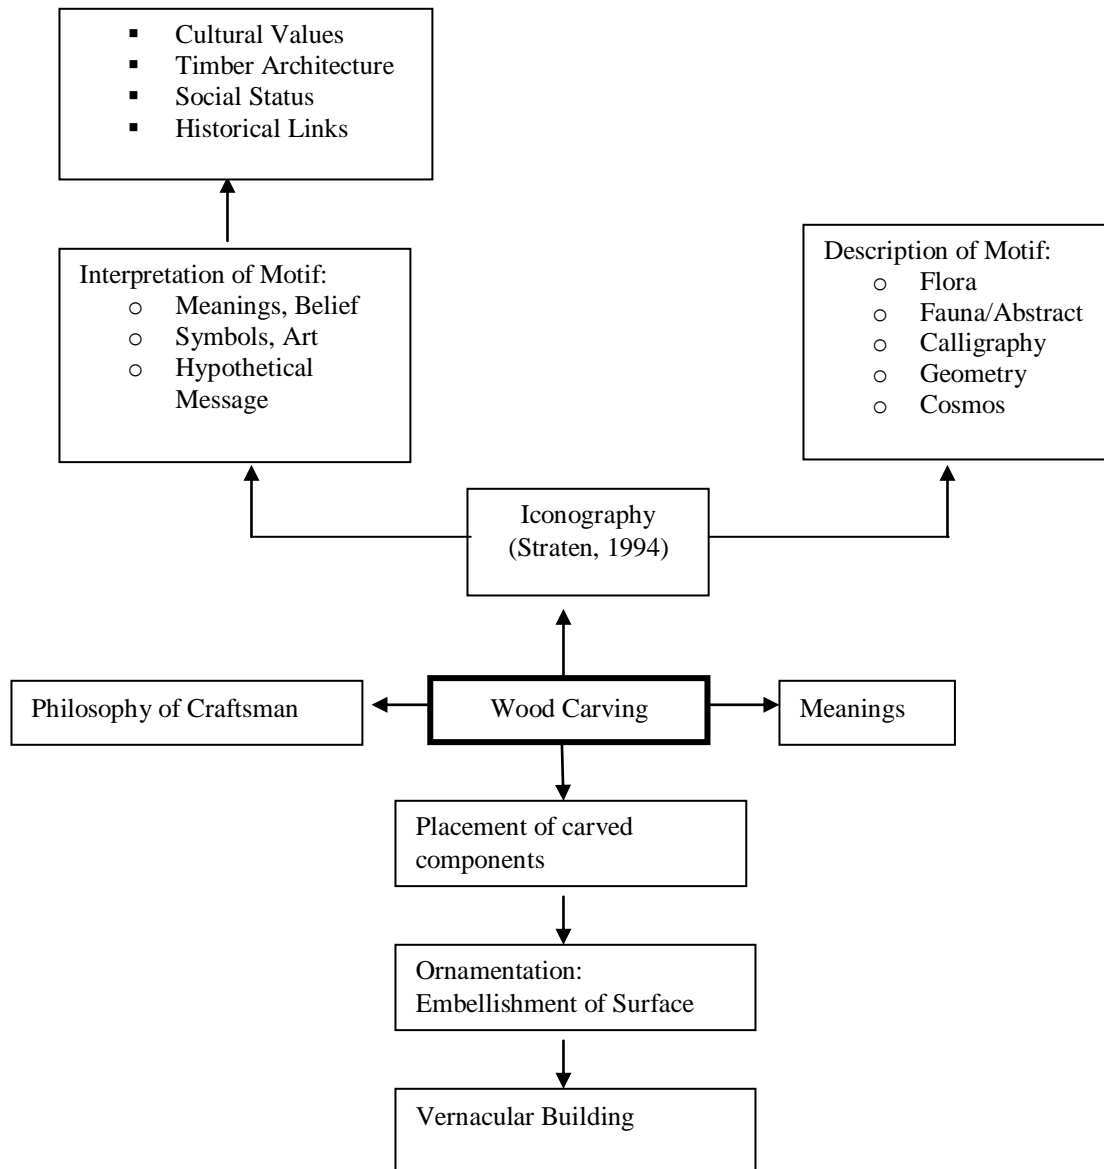 ▪ Cultural Values
▪ Timber Architecture
▪ Social Status
▪ Historical Links
Interpretation of Motif:
o Meanings, Belief
o Symbols, Art
o Hypothetical
Message
Description of Motif:
o Flora
o Fauna/Abstract
o Calligraphy
o Geometry
o Cosmos
Iconography
(Straten, 1994)
Philosophy of Craftsman
Wood Carving
Meanings
Placement of carved
components
Ornamentation:
Embellishment of Surface
Vernacular Building